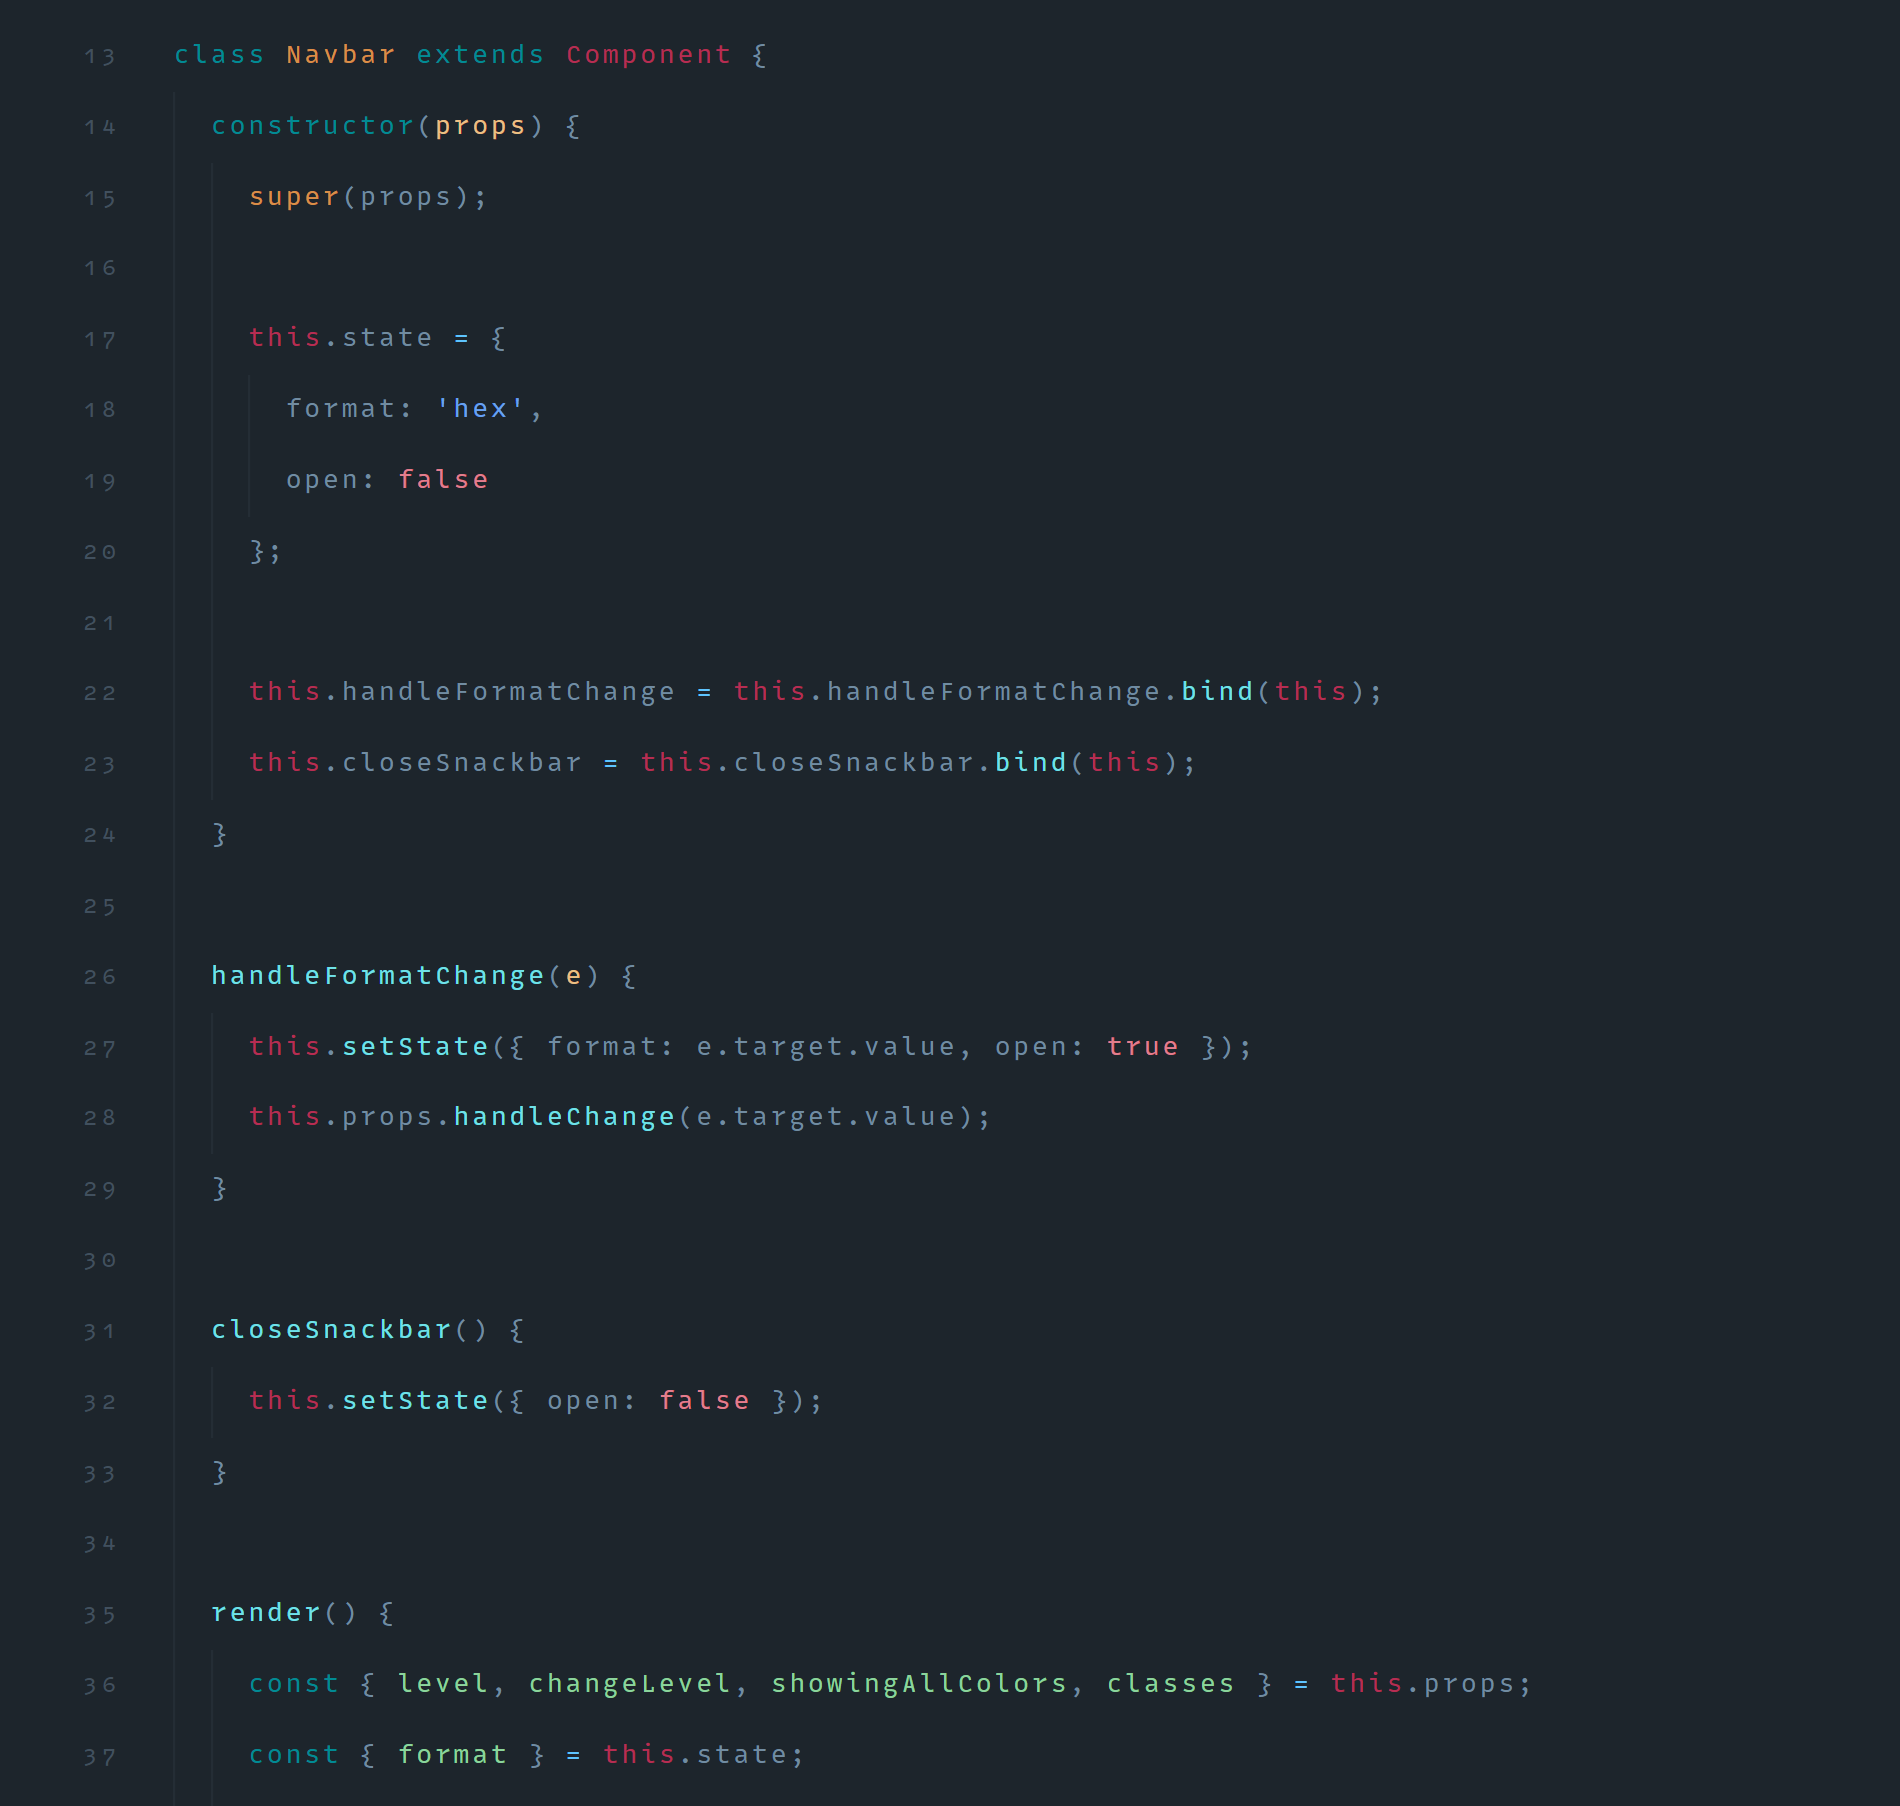 13 class Navbar extends Component {
14 constructor(props) {
15 super(props);
16
17 this.state = {
18 format: 'hex',
19 open: false
20 };
21
22 this.handleFormatChange = this.handleFormatChange.bind(this);
23 this.closeSnackbar = this.closeSnackbar.bind(this);
24 }
25
26 handleFormatChange(e) {
27 this.setState({ format: e.target.value, open: true });
28 this.props.handleChange(e.target.value);
29 }
30
31 closeSnackbar() {
32 this.setState({ open: false });
33 }
34
35 render() {
36 const { level, changeLevel, showingAllColors, classes } = this.props;
37 const { format } = this.state;